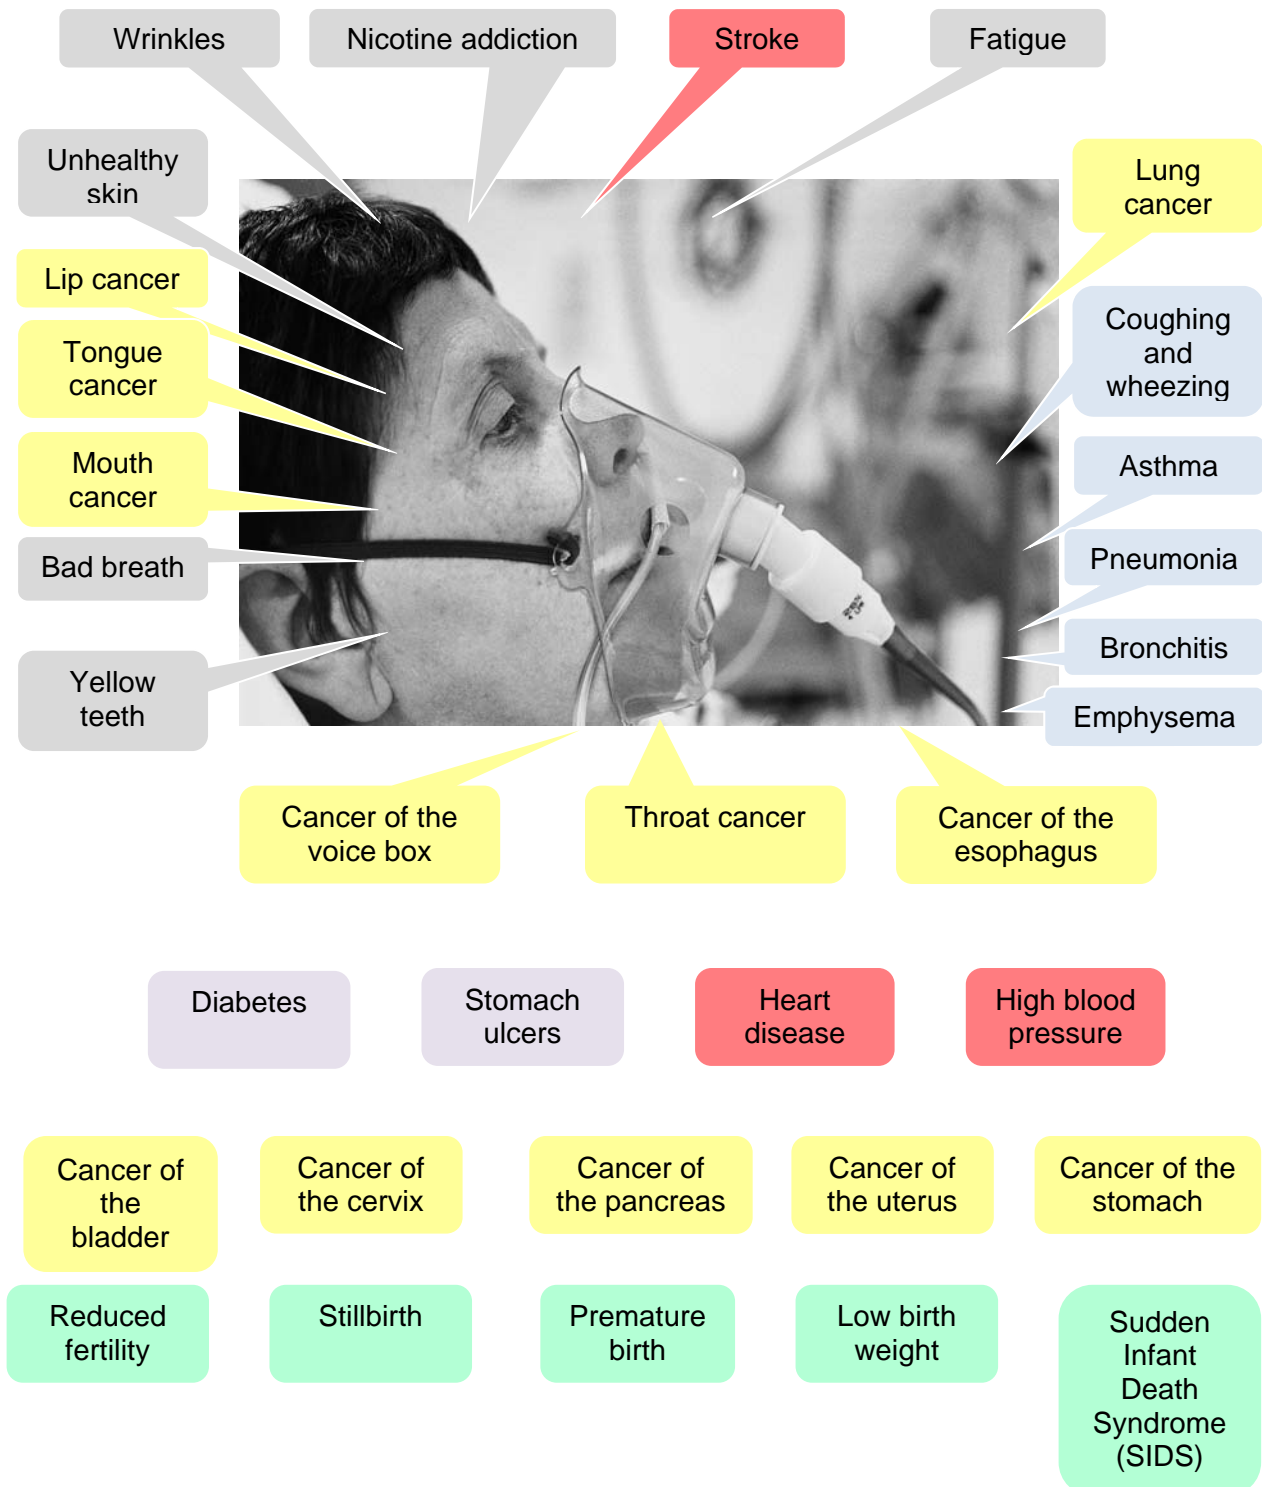 Wrinkles
Nicotine addiction
Stroke
Fatigue
Unhealthy
skin
Lung
cancer
Lip cancer
Coughing
and
wheezing
Tongue
cancer
Mouth
cancer
Asthma
Bad breath
Pneumonia
Bronchitis
Yellow
teeth
Emphysema
Cancer of the
voice box
Throat cancer
Cancer of the
esophagus
Diabetes
Stomach
ulcers
Heart
disease
High blood
pressure
Cancer of
the
bladder
Cancer of
the cervix
Cancer of
the pancreas
Cancer of
the uterus
Cancer of the
stomach
Reduced
fertility
Stillbirth
Premature
birth
Low birth
weight
Sudden
Infant
Death
Syndrome
(SIDS)